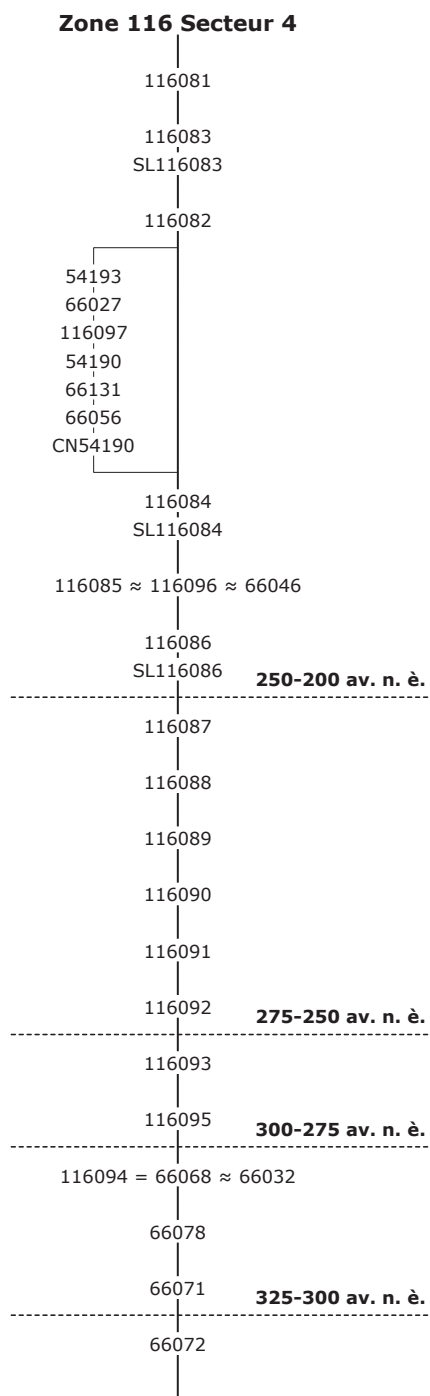 Zone 116 Secteur 4
116081
116083
SL116083
116082
54193
66027
116097
54190
66131
66056
CN54190
116084
SL116084
116085 ≈ 116096 ≈ 66046
116086
SL116086
250-200 av. n. è.
116087
116088
116089
116090
116091
116092
275-250 av. n. è.
116093
116095
300-275 av. n. è.
116094 = 66068 ≈ 66032
66078
66071
325-300 av. n. è.
66072